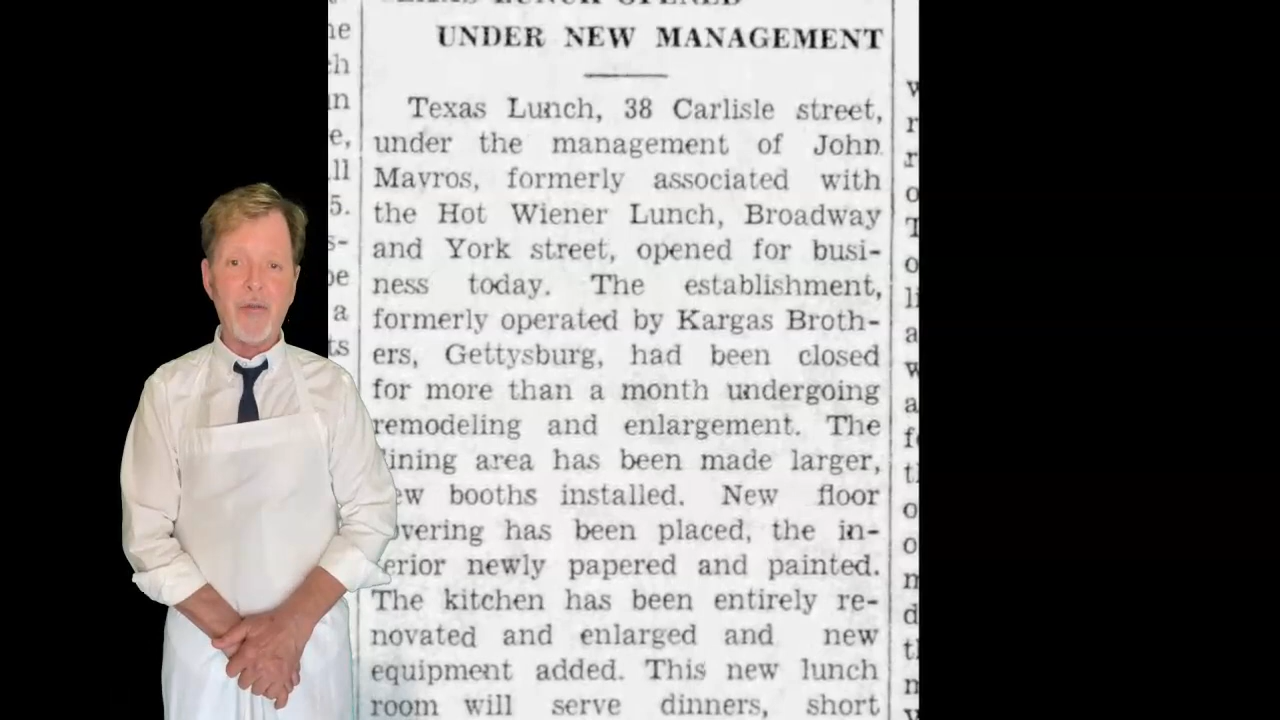 UNDER NEW MANAGEMENT
Texas Lunch, 38 Carlisle street,
under the management of John
Mavros, formerly associated with
the Hot Wiener Lunch, Broadway
and York street, opened for busi-
ness today. The establishment,
formerly operated by Kargas Broth-
ers, Gettysburg, had been closed
for more than a month undergoing
remodeling and enlargement. The
area has been made larger,
booths installed. New floor
has been placed, the in-
newly papered and painted.
The kitchen has been entirely re-
novated and enlarged and new
equipment added. This new lunch
room will serve dinners, short